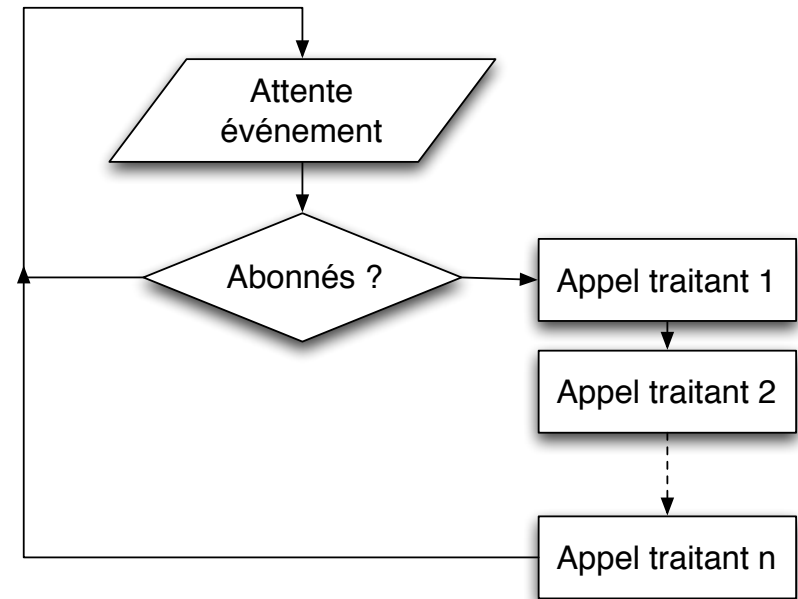 Attente
événement
Abonnés ?
Appel traitant 1
Appel traitant 2
Appel traitant n